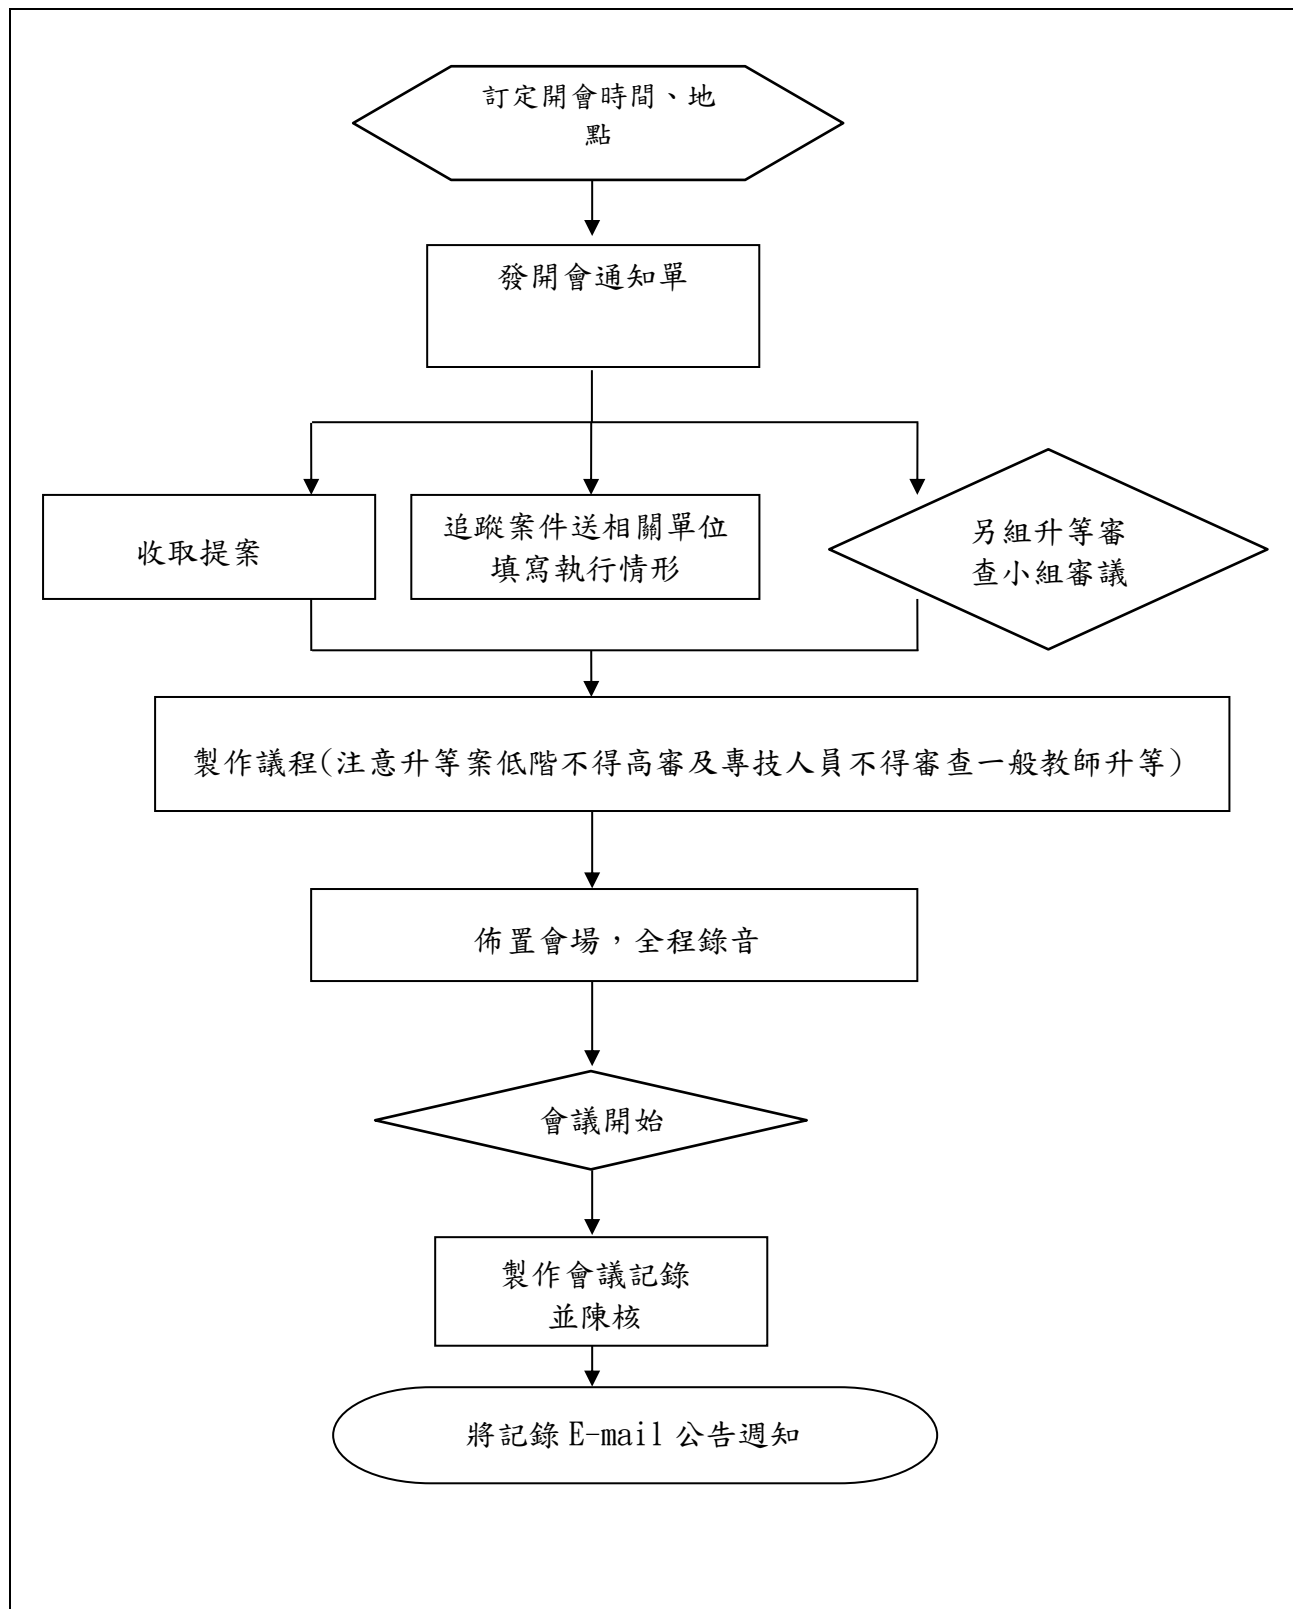 訂定開會時間、地
點
發開會通知單
收取提案
追蹤案件送相關單位
填寫執行情形
另組升等審
查小組審議
製作議程(注意升等案低階不得高審及專技人員不得審查一般教師升等)
佈置會場，全程錄音
會議開始
製作會議記錄
並陳核
將記錄 E-mail 公告週知